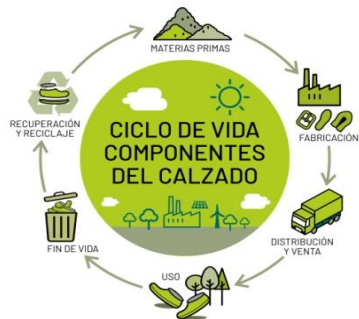 MATERIAS PRIMAS
FABRICACIÓN
DISTRIBUCIÓN
Y VENTA
USO
FIN DE VIDA
RECUPERACIÓN
Y RECICLAJE
CICLO DE VIDA
COMPONENTES
DEL CALZADO